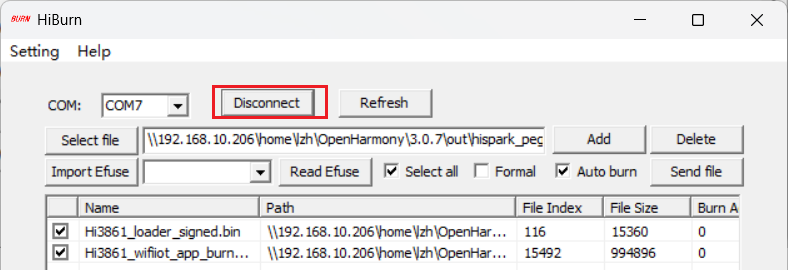 BURN HiBurn
Setting Help
COM: COM7 Disconnect Refresh
Select file \\192.168.10.206\home\lzh\OpenHarmony\3.0.7\out\hispark_peg Add Delete
Import Efuse Read Efuse Select all Formal Auto burn Send file
Name Path File Index File Size Burn A
Hi3861_loader_signed.bin \\192.168.10.206\home\lzh\OpenHar... 116 15360 0
Hi3861_wifiiot_app_burn... \\192.168.10.206\home\lzh\OpenHar... 15492 994896 0